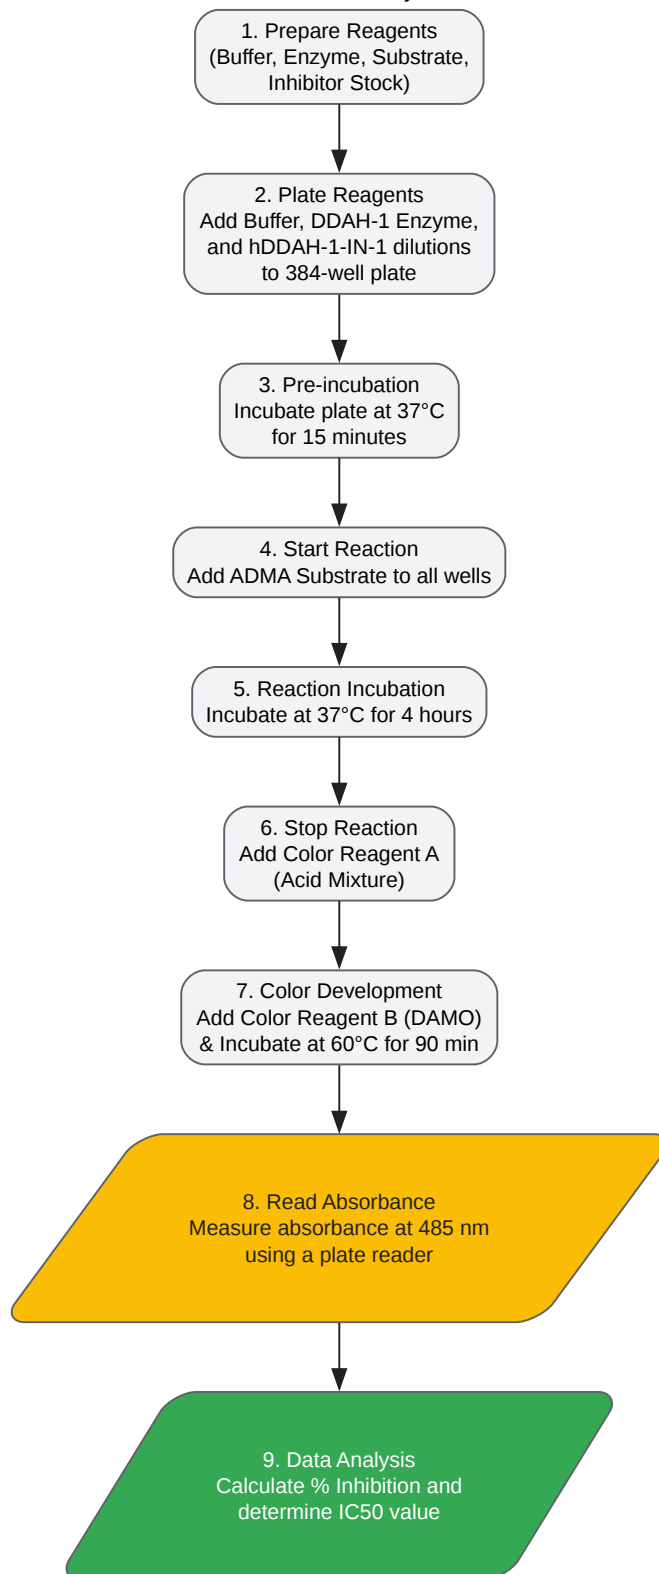 1. Prepare Reagents
(Buffer, Enzyme, Substrate,
Inhibitor Stock)
2. Plate Reagents
Add Buffer, DDAH-1 Enzyme,
and hDDAH-1-IN-1 dilutions
to 384-well plate
3. Pre-incubation
Incubate plate at 37°C
for 15 minutes
4. Start Reaction
Add ADMA Substrate to all wells
5. Reaction Incubation
Incubate at 37°C for 4 hours
6. Stop Reaction
Add Color Reagent A
(Acid Mixture)
7. Color Development
Add Color Reagent B (DAMO)
& Incubate at 60°C for 90 min
8. Read Absorbance
Measure absorbance at 485 nm
using a plate reader
9. Data Analysis
Calculate % Inhibition and
determine IC50 value